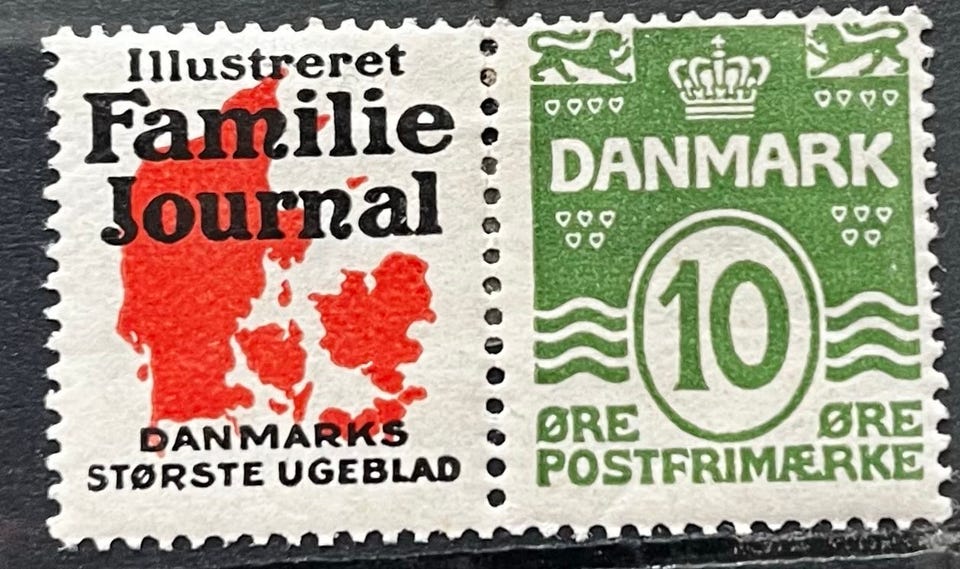 Illustreret
Familie
Journal
DANMARKS
STØRSTE UGEBLAD
DANMARK
10
ØRE ØRE
POSTFRIMÆRKE